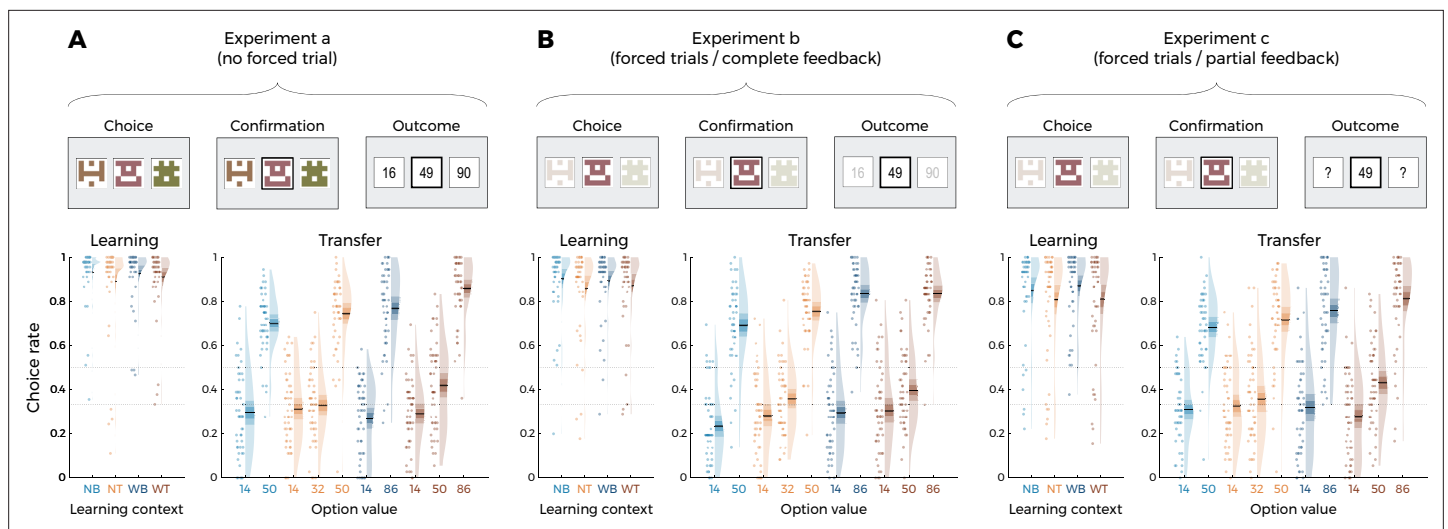 A
Experiment a
(no forced trial)
Choice
Confirmation
Outcome
16 49 90
Learning
Transfer
Choice rate
1
0.8
0.6
0.4
0.2
0
NB NT WB WT
Learning context
1
0.8
0.6
0.4
0.2
0
14 50 14 32 50 14 86 14 50 86
Option value
B
Experiment b
(forced trials / complete feedback)
Choice
Confirmation
Outcome
16 49 90
Learning
Transfer
1
0.8
0.6
0.4
0.2
0
NB NT WB WT
Learning context
1
0.8
0.6
0.4
0.2
0
14 50 14 32 50 14 86 14 50 86
Option value
C
Experiment c
(forced trials / partial feedback)
Choice
Confirmation
Outcome
? 49 ?
Learning
Transfer
1
0.8
0.6
0.4
0.2
0
NB NT WB WT
Learning context
1
0.8
0.6
0.4
0.2
0
14 50 14 32 50 14 86 14 50 86
Option value